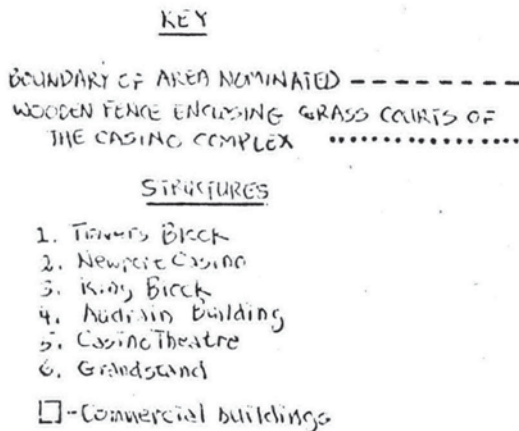 KEY
BOUNDARY OF AREA NOMINATED
WOODEN FENCE ENCLOSING GRASS COURTS OF
THE CASINO COMPLEX
STRUCTURES
1. Travers Block
2. Newport Casino
3. King Block
4. Audrain Building
5. Casino Theatre
6. Grandstand
□-Commercial buildings